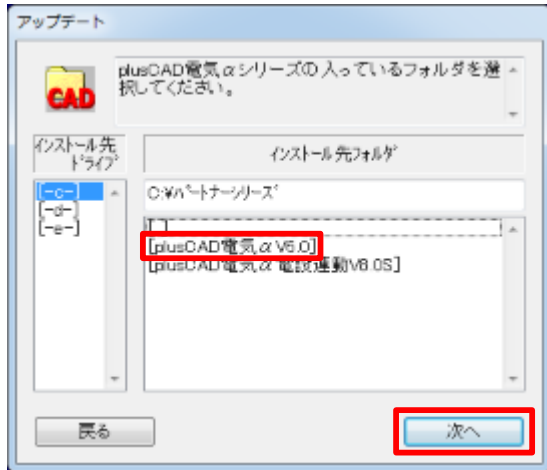 アップデート
CAD
plusCAD電気αシリーズの入っているフォルダを選
択してください。
インストール先
ドライブ
インストール先フォルダ
[-c-]
[-d-]
[-e-]
C:¥パートナーシリーズ
[..]
[plusCAD電気αV6.0]
[plusCAD電気α電設連動V6.0S]
戻る
次へ